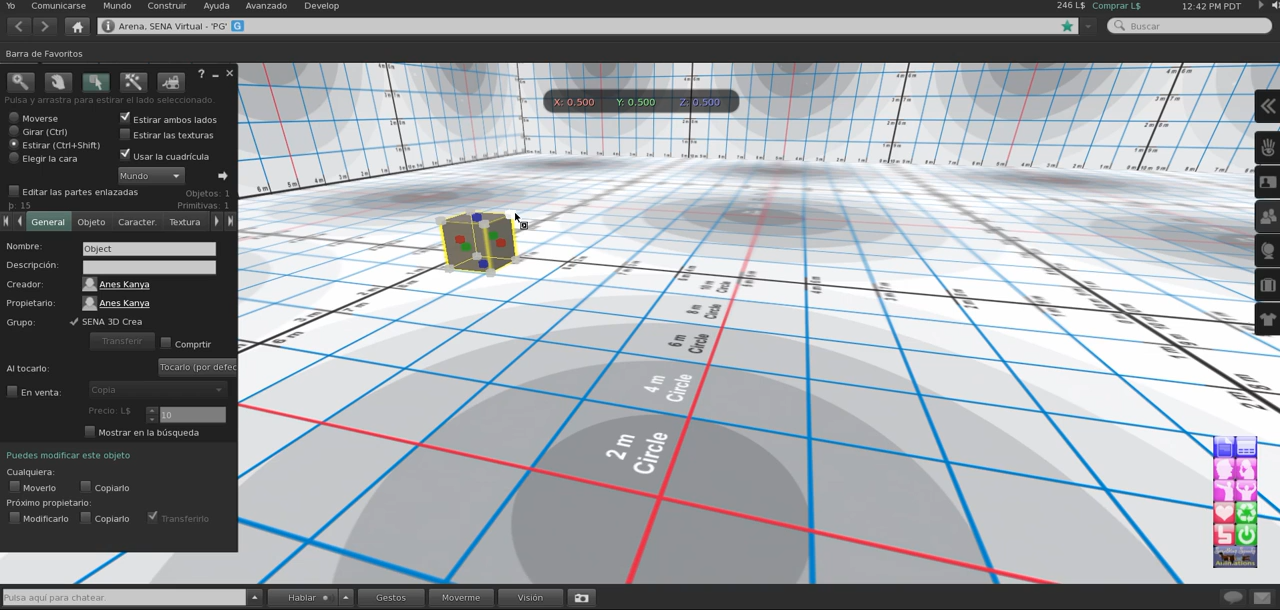 Yo Comunicarse Mundo Construir Ayuda Avanzado Develop 246 L$ Comprar L$ 12:42 PM PDT
Arena, SENA Virtual - 'PG' G Buscar
Barra de Favoritos
? _ ×
Pulsa y arrastra para estirar el lado seleccionado.
X: 0.500 Y: 0.500 Z: 0.500
Moverse
Estirar ambos lados
Girar (Ctrl)
Estirar las texturas
Estirar (Ctrl+Shift)
Elegir la cara
Usar la cuadrícula
Mundo
Editar las partes enlazadas
Objetos: 1
þ: 15 Primitivas: 1
General Objeto Caracter. Textura
Nombre: Object
Descripción:
Creador: Anes Kanya
Propietario: Anes Kanya
Grupo: SENA 3D Crea
Transferir Comprtir
Al tocarlo: Tocarlo (por defec
En venta: Copia
Precio: L$ 10
Mostrar en la búsqueda
Puedes modificar este objeto
Cualquiera:
Moverlo Copiarlo
Próximo propietario:
Modificarlo Copiarlo Transferirlo
6 m 5 m 4 m
6 m
8 m Circle
6 m Circle
4 m Circle
2 m Circle
Pulsa aquí para chatear. Hablar Gestos Moverme Visión